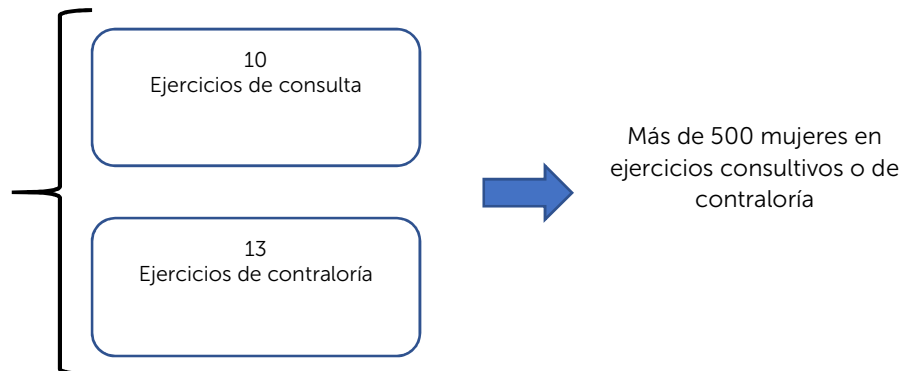 10
Ejercicios de consulta
13
Ejercicios de contraloría
Más de 500 mujeres en
ejercicios consultivos o de
contraloría